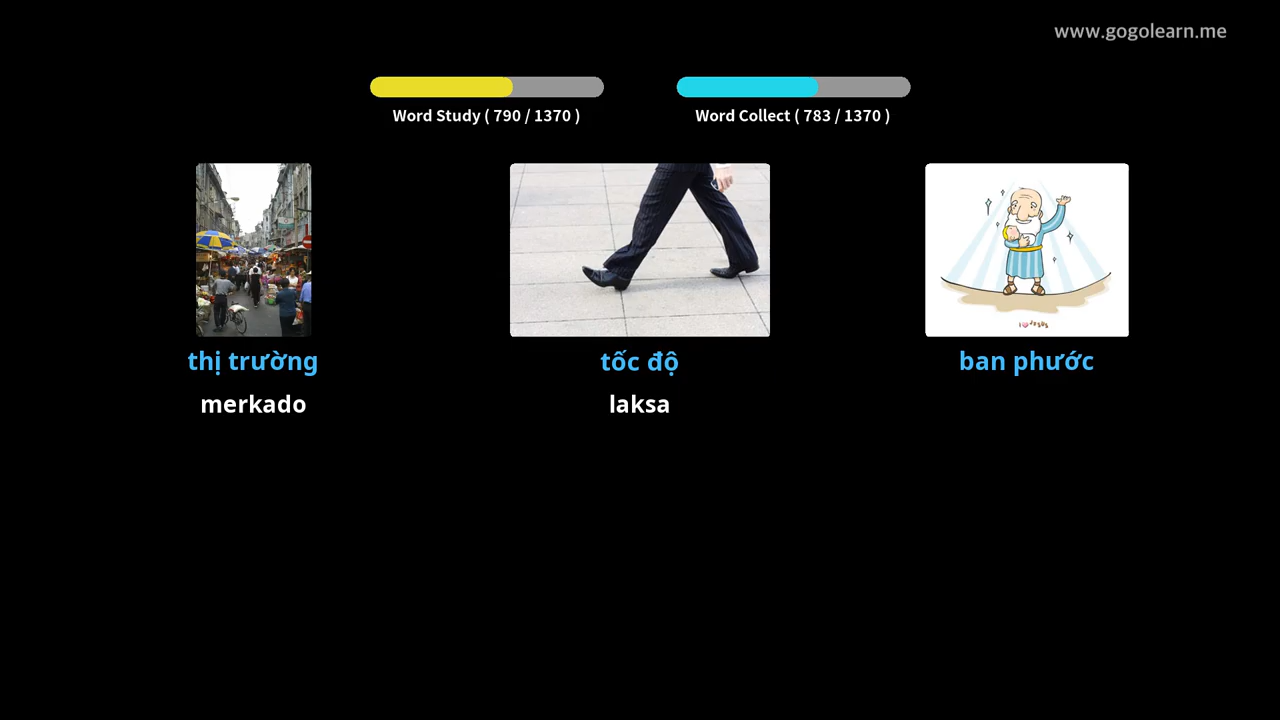 www.gogolearn.me
Word Study ( 790 / 1370 )
Word Collect ( 783 / 1370 )
thị trường
tốc độ
ban phước
merkado
laksa